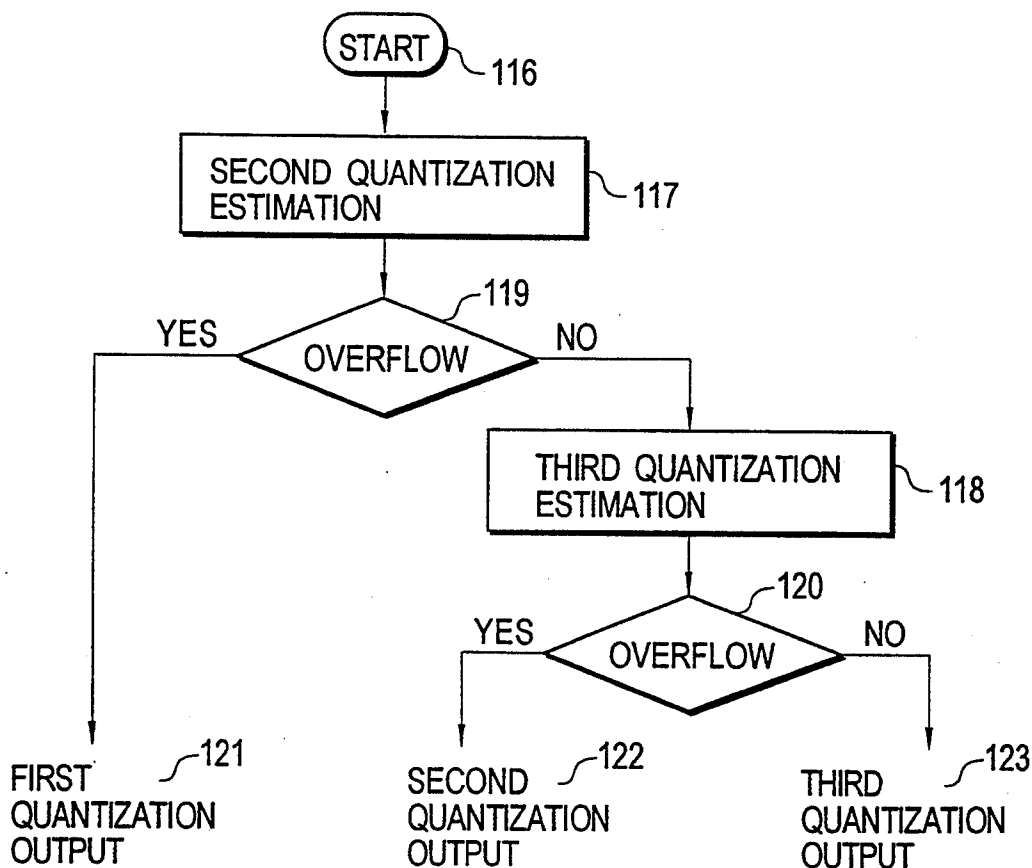 START
116
SECOND QUANTIZATION
ESTIMATION
117
119
YES
OVERFLOW
NO
THIRD QUANTIZATION
ESTIMATION
118
120
YES
OVERFLOW
NO
121
FIRST
QUANTIZATION
OUTPUT
122
SECOND
QUANTIZATION
OUTPUT
123
THIRD
QUANTIZATION
OUTPUT